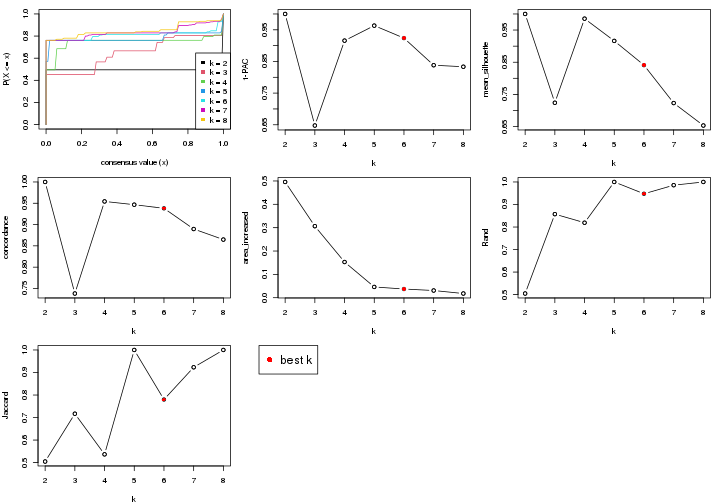 P(X <= x)
0.0 0.2 0.4 0.6 0.8 1.0
k = 2
k = 3
k = 4
k = 5
k = 6
k = 7
k = 8
0.0 0.2 0.4 0.6 0.8 1.0
consensus value (x)
1-PAC
0.65 0.75 0.85 0.95
2 3 4 5 6 7 8
k
mean_silhouette
0.65 0.75 0.85 0.95
2 3 4 5 6 7 8
k
concordance
0.75 0.80 0.85 0.90 0.95 1.00
2 3 4 5 6 7 8
k
area_increased
0.0 0.1 0.2 0.3 0.4 0.5
2 3 4 5 6 7 8
k
Rand
0.5 0.6 0.7 0.8 0.9 1.0
2 3 4 5 6 7 8
k
Jaccard
0.5 0.6 0.7 0.8 0.9 1.0
2 3 4 5 6 7 8
k
best k